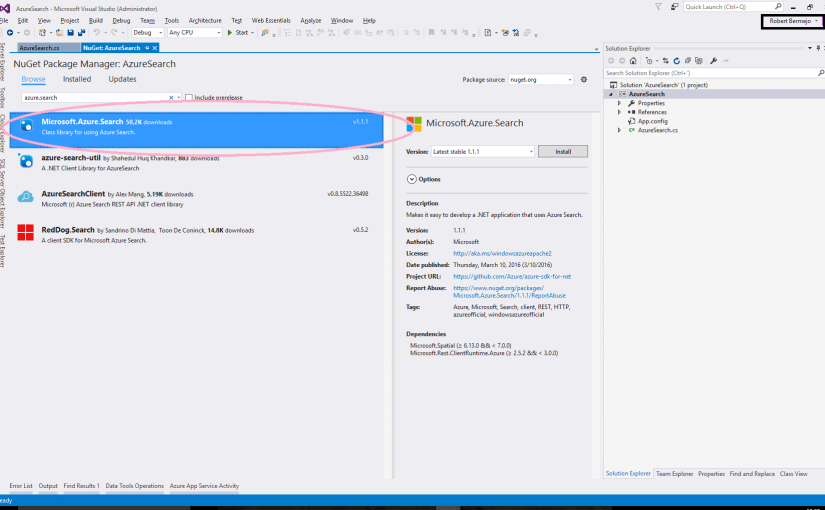 AzureSearch - Microsoft Visual Studio (Administrator)
Quick Launch (Ctrl+Q)
File Edit View Project Build Debug Team Tools Architecture Test Web Essentials Analyze Window Help
Robert Bermejo
Debug Any CPU Start
AzureSearch.cs NuGet: AzureSearch
Solution Explorer
NuGet Package Manager: AzureSearch
Browse Installed Updates
Package source: nuget.org
Search Solution Explorer (Ctrl+´)
azure.search Include prerelease
Solution 'AzureSearch' (1 project)
AzureSearch
Properties
References
App.config
AzureSearch.cs
Server Explorer
Toolbox
Class Explorer
SQL Server Object Explorer
Test Explorer
Microsoft.Azure.Search 50,2K downloads v1.1.1
Class library for using Azure Search.
azure-search-util by Shahedul Huq Khandkar, 883 downloads v0.3.0
A .NET Client Library for AzureSearch
AzureSearchClient by Alex Mang, 5,19K downloads v0.8.5522.36498
Microsoft (r) Azure Search REST API .NET client library
RedDog.Search by Sandrino Di Mattia, Toon De Coninck, 14,8K downloads v0.5.2
A client SDK for Microsoft Azure Search.
Microsoft.Azure.Search
Version: Latest stable 1.1.1 Install
Options
Description
Makes it easy to develop a .NET application that uses Azure Search.
Version: 1.1.1
Author(s): Microsoft
License: http://aka.ms/windowsazureapache2
Date published: Thursday, March 10, 2016 (3/10/2016)
Project URL: https://github.com/Azure/azure-sdk-for-net
Report Abuse: https://www.nuget.org/packages/
Microsoft.Azure.Search/1.1.1/ReportAbuse
Tags: Azure, Microsoft, Search, client, REST, HTTP,
azureofficial, windowsazureofficial
Dependencies
Microsoft.Spatial (≥ 6.13.0 && < 7.0.0)
Microsoft.Rest.ClientRuntime.Azure (≥ 2.5.2 && < 3.0.0)
Solution Explorer Team Explorer Properties Find and Replace Class View
Error List Output Find Results 1 Data Tools Operations Azure App Service Activity
eady